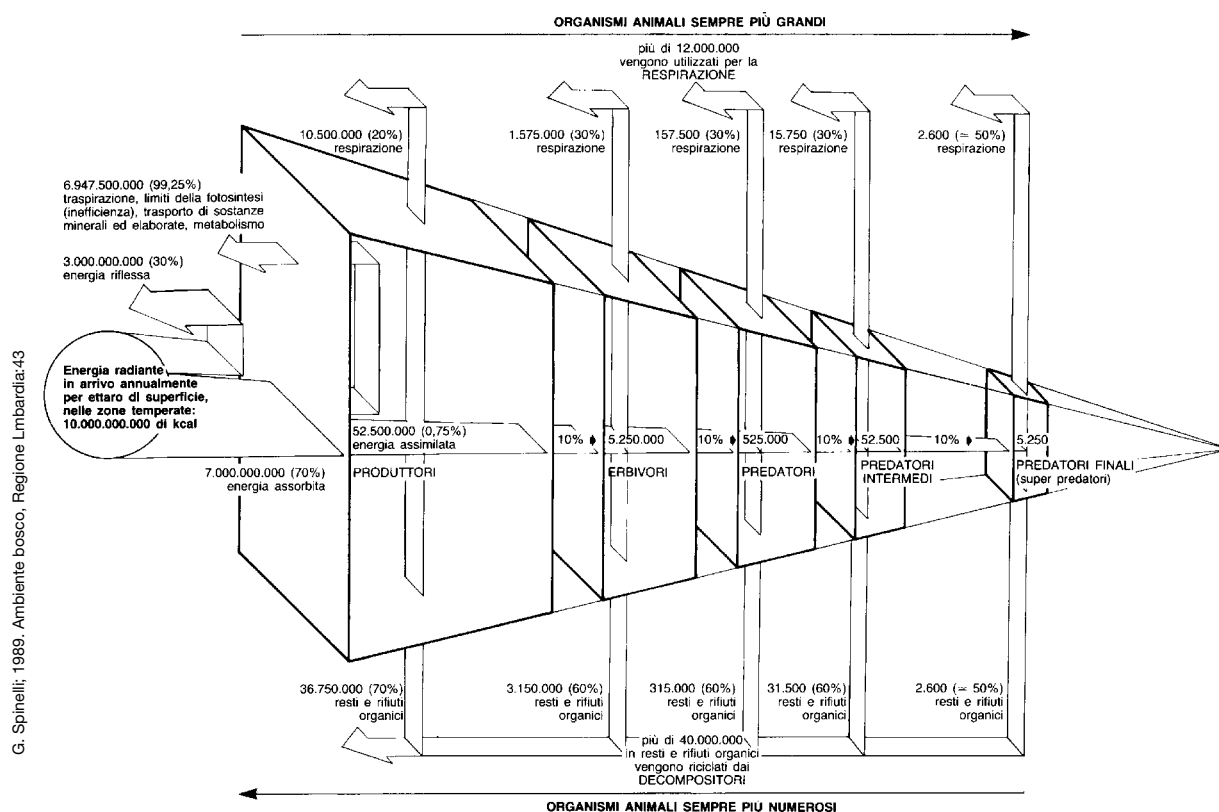 ORGANISMI ANIMALI SEMPRE PIÙ GRANDI
più di 12.000.000
vengono utilizzati per la
RESPIRAZIONE
10.500.000 (20%)
respirazione
1.575.000 (30%)
respirazione
157.500 (30%)
respirazione
15.750 (30%)
respirazione
2.600 (≃ 50%)
respirazione
6.947.500.000 (99,25%)
traspirazione, limiti della fotosintesi
(inefficienza), trasporto di sostanze
minerali ed elaborate, metabolismo
3.000.000.000 (30%)
energia riflessa
Energia radiante
in arrivo annualmente
per ettaro di superficie,
nelle zone temperate:
10.000.000.000 di kcal
7.000.000.000 (70%)
energia assorbita
52.500.000 (0,75%)
energia assimilata
PRODUTTORI
10%
5.250.000
ERBIVORI
10%
525.000
PREDATORI
10%
52.500
PREDATORI
INTERMEDI
10%
5.250
PREDATORI FINALI
(super predatori)
36.750.000 (70%)
resti e rifiuti
organici
3.150.000 (60%)
resti e rifiuti
organici
315.000 (60%)
resti e rifiuti
organici
31.500 (60%)
resti e rifiuti
organici
2.600 (≃ 50%)
resti e rifiuti
organici
più di 40.000.000
in resti e rifiuti organici
vengono riciclati dai
DECOMPOSITORI
ORGANISMI ANIMALI SEMPRE PIÙ NUMEROSI
G. Spinelli; 1989. Ambiente bosco, Regione Lmbardia:43